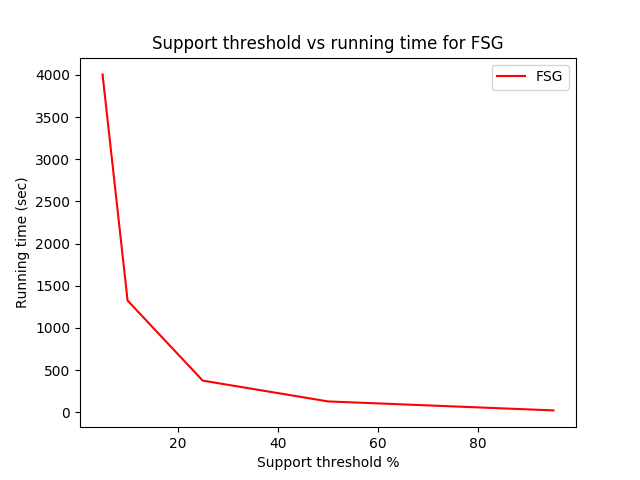 Support threshold vs running time for FSG
FSG
4000
3500
3000
2500
2000
1500
1000
500
0
Running time (sec)
20 40 60 80
Support threshold %